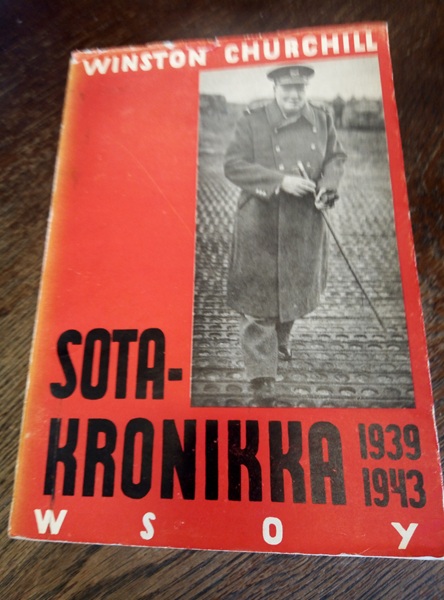 WINSTON CHURCHILL
SOTA-
KRONIKKA
1939
1943
WSOY